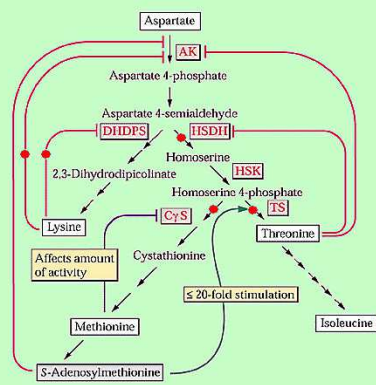 Aspartate
AK
Aspartate 4-phosphate
Aspartate 4-semialdehyde
DHDPS
HSDH
Homoserine
2,3-Dihydrodipicolinate
HSK
Homoserine 4-phosphate
Lysine
CγS
TS
Threonine
Affects amount
of activity
Cystathionine
≤ 20-fold stimulation
Methionine
Isoleucine
S-Adenosylmethionine